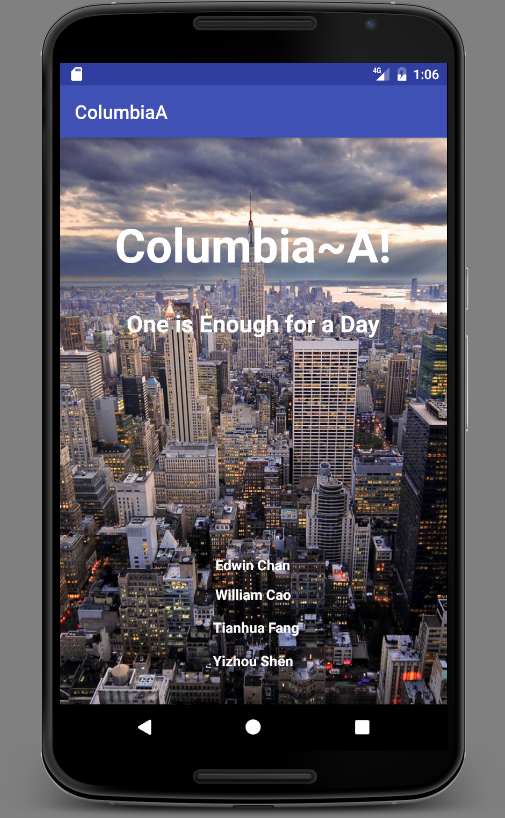 4G 1:06
ColumbiaA
Columbia~A!
One is Enough for a Day
Edwin Chan
William Cao
Tianhua Fang
Yizhou Shen